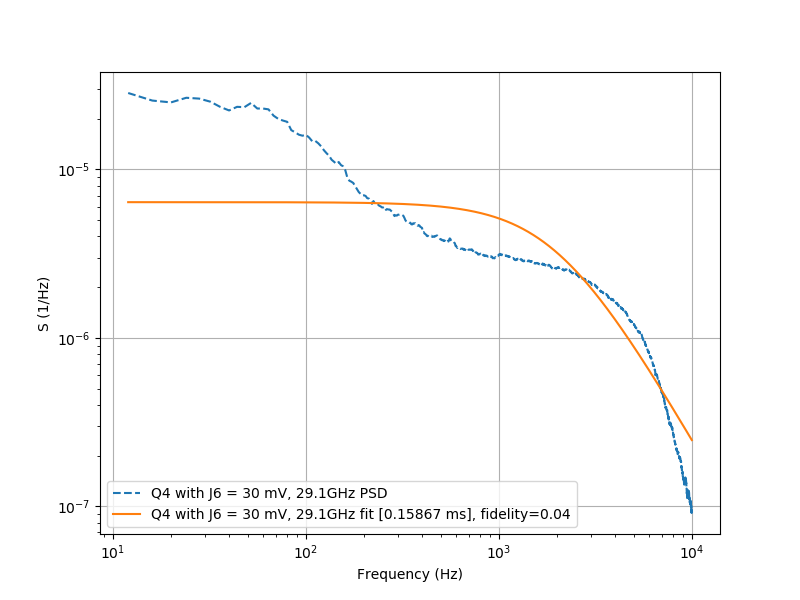 10⁻⁵
10⁻⁶
10⁻⁷
S (1/Hz)
Q4 with J6 = 30 mV, 29.1GHz PSD
Q4 with J6 = 30 mV, 29.1GHz fit [0.15867 ms], fidelity=0.04
10¹ 10² 10³ 10⁴
Frequency (Hz)